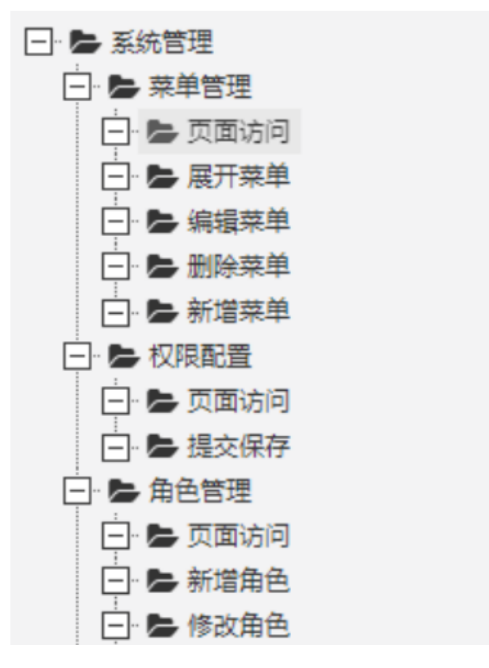 系统管理
菜单管理
页面访问
展开菜单
编辑菜单
删除菜单
新增菜单
权限配置
页面访问
提交保存
角色管理
页面访问
新增角色
修改角色